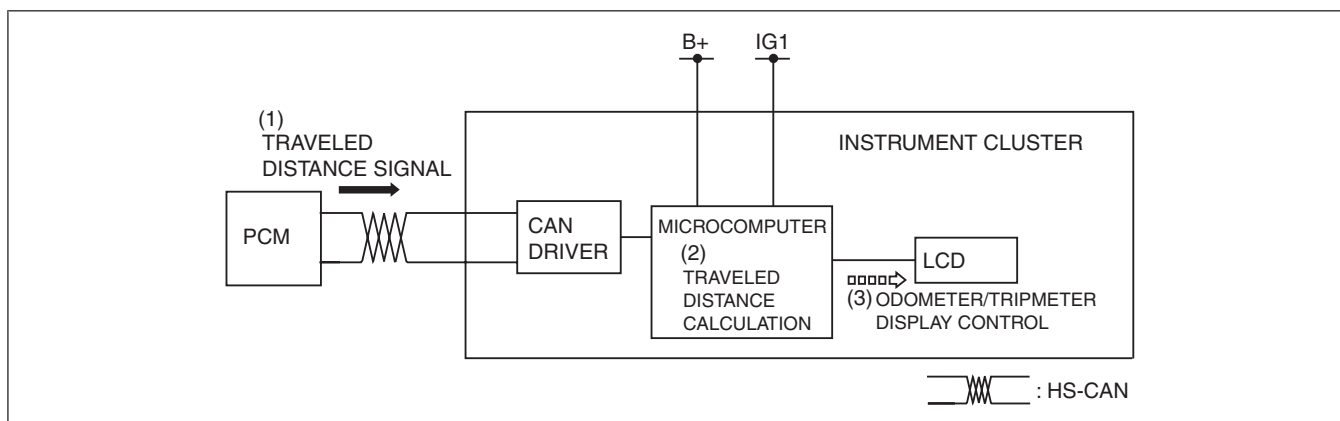 B+ IG1
(1)
TRAVELED
DISTANCE SIGNAL
INSTRUMENT CLUSTER
PCM
CAN
DRIVER
MICROCOMPUTER
(2)
TRAVELED
DISTANCE
CALCULATION
LCD
(3) ODOMETER/TRIPMETER
DISPLAY CONTROL
: HS-CAN